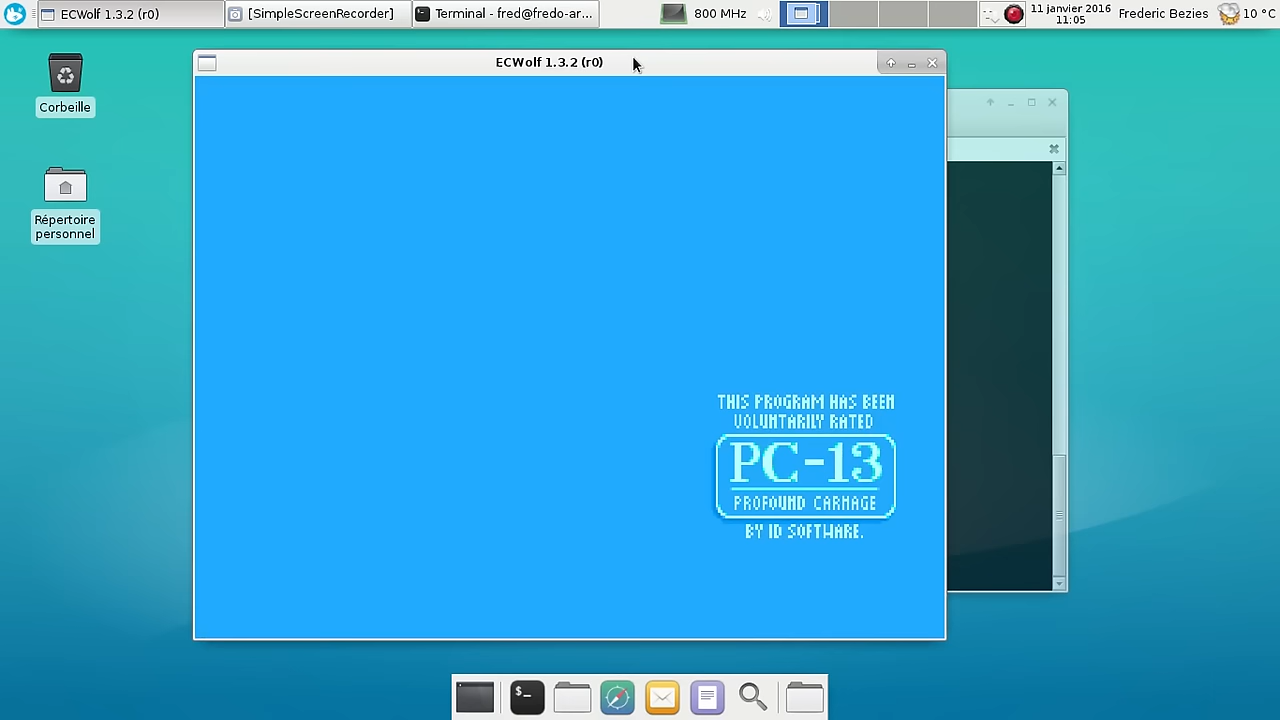 ECWolf 1.3.2 (r0)
[SimpleScreenRecorder]
Terminal - fred@fredo-ar...
800 MHz
11 janvier 2016
11:05
Frederic Bezies
10 °C
Corbeille
Répertoire
personnel
ECWolf 1.3.2 (r0)
THIS PROGRAM HAS BEEN
VOLUNTARILY RATED
PC-13
PROFOUND CARNAGE
BY ID SOFTWARE.
$_